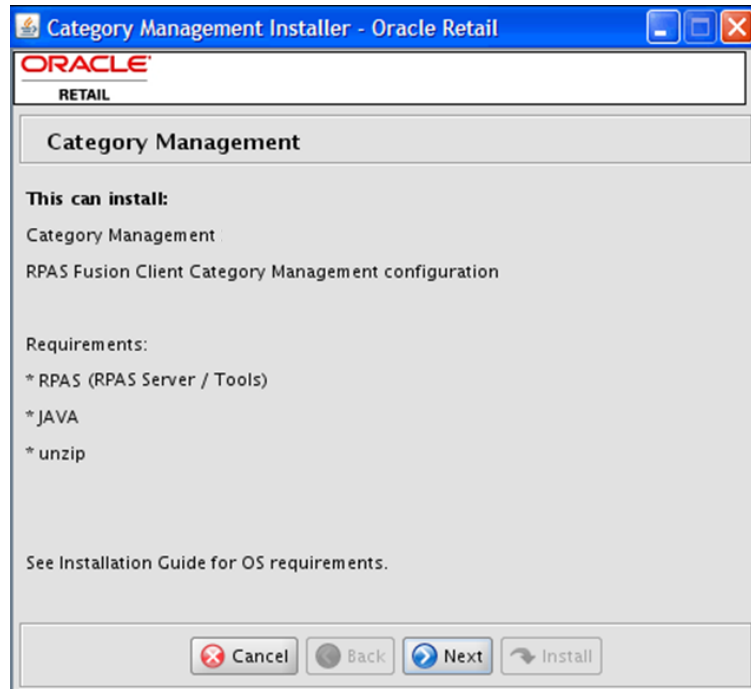 Category Management Installer - Oracle Retail
ORACLE
RETAIL
Category Management
This can install:
Category Management
RPAS Fusion Client Category Management configuration
Requirements:
* RPAS (RPAS Server / Tools)
* JAVA
* unzip
See Installation Guide for OS requirements.
Cancel Back Next Install